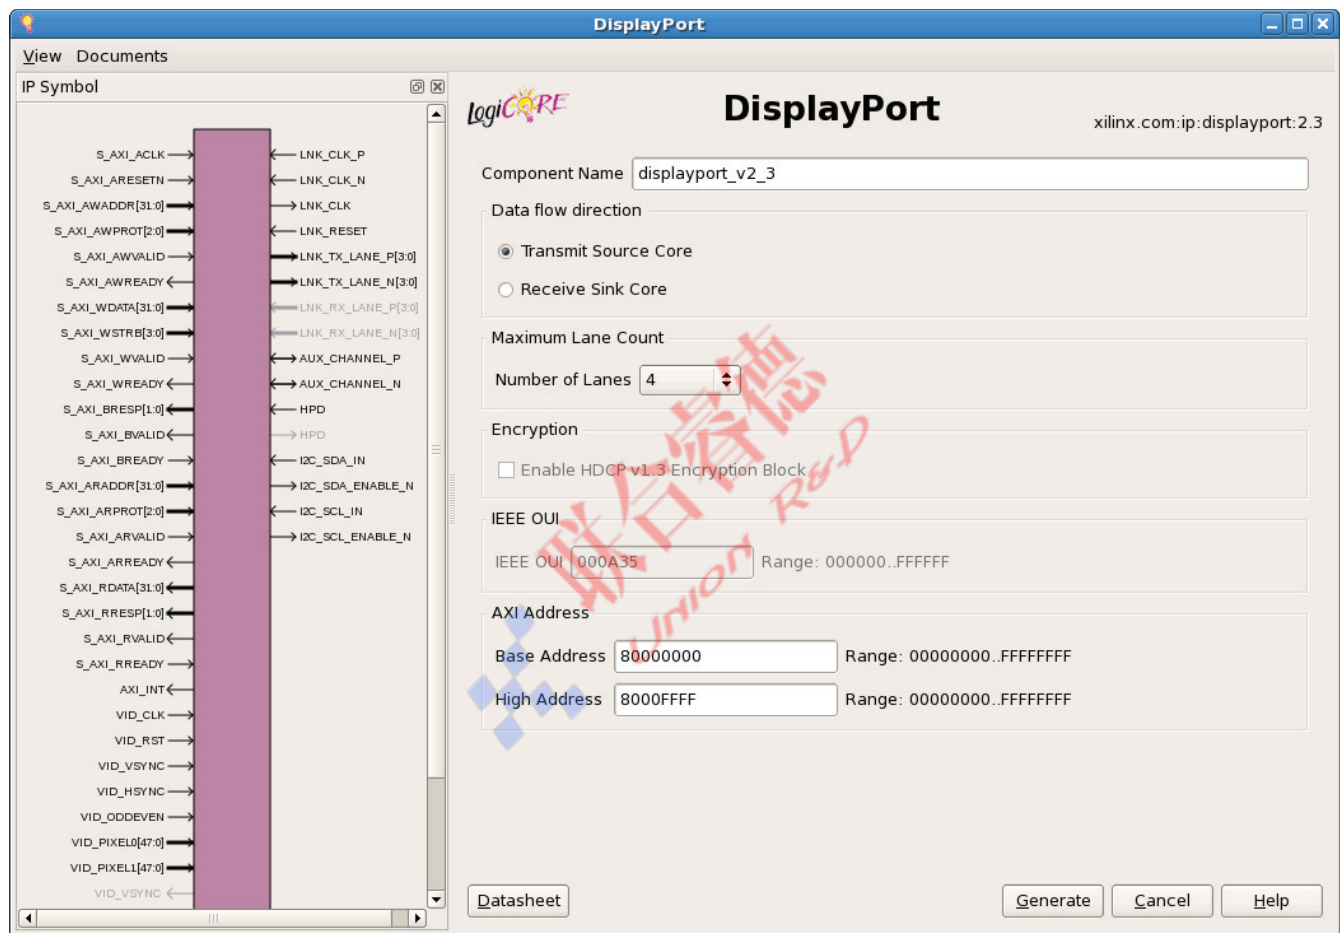 DisplayPort
View Documents
IP Symbol
S_AXI_ACLK
S_AXI_ARESETN
S_AXI_AWADDR[31:0]
S_AXI_AWPROT[2:0]
S_AXI_AWVALID
S_AXI_AWREADY
S_AXI_WDATA[31:0]
S_AXI_WSTRB[3:0]
S_AXI_WVALID
S_AXI_WREADY
S_AXI_BRESP[1:0]
S_AXI_BVALID
S_AXI_BREADY
S_AXI_ARADDR[31:0]
S_AXI_ARPROT[2:0]
S_AXI_ARVALID
S_AXI_ARREADY
S_AXI_RDATA[31:0]
S_AXI_RRESP[1:0]
S_AXI_RVALID
S_AXI_RREADY
AXI_INT
VID_CLK
VID_RST
VID_VSYNC
VID_HSYNC
VID_ODDEVEN
VID_PIXEL0[47:0]
VID_PIXEL1[47:0]
VID_VSYNC
LNK_CLK_P
LNK_CLK_N
LNK_CLK
LNK_RESET
LNK_TX_LANE_P[3:0]
LNK_TX_LANE_N[3:0]
LNK_RX_LANE_P[3:0]
LNK_RX_LANE_N[3:0]
AUX_CHANNEL_P
AUX_CHANNEL_N
HPD
HPD
I2C_SDA_IN
I2C_SDA_ENABLE_N
I2C_SCL_IN
I2C_SCL_ENABLE_N
LogiCORE
DisplayPort
xilinx.com:ip:displayport:2.3
Component Name displayport_v2_3
Data flow direction
Transmit Source Core
Receive Sink Core
Maximum Lane Count
Number of Lanes 4
Encryption
Enable HDCP v1.3 Encryption Block
IEEE OUI
IEEE OUI 000A35 Range: 000000..FFFFFF
AXI Address
Base Address 80000000 Range: 00000000..FFFFFFFF
High Address 8000FFFF Range: 00000000..FFFFFFFF
Datasheet Generate Cancel Help
联合睿德
Union R&D